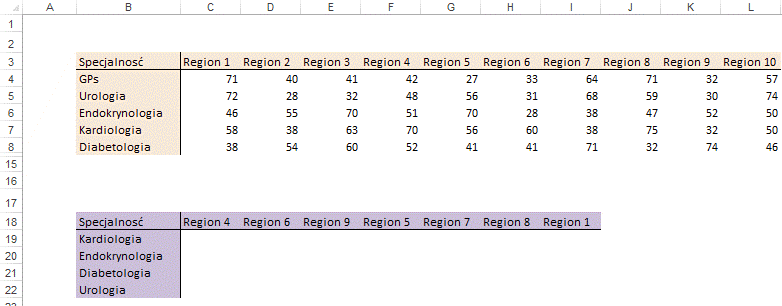 A B C D E F G H I J K L
1
2
3 Specjalność Region 1 Region 2 Region 3 Region 4 Region 5 Region 6 Region 7 Region 8 Region 9 Region 10
4 GPs 71 40 41 42 27 33 64 71 32 57
5 Urologia 72 28 32 48 56 31 68 59 30 74
6 Endokrynologia 46 55 70 51 70 28 38 47 52 50
7 Kardiologia 58 38 63 70 56 60 38 75 32 50
8 Diabetologia 38 54 60 52 41 41 71 32 74 46
15
16
17
18 Specjalność Region 4 Region 6 Region 9 Region 5 Region 7 Region 8 Region 1
19 Kardiologia
20 Endokrynologia
21 Diabetologia
22 Urologia